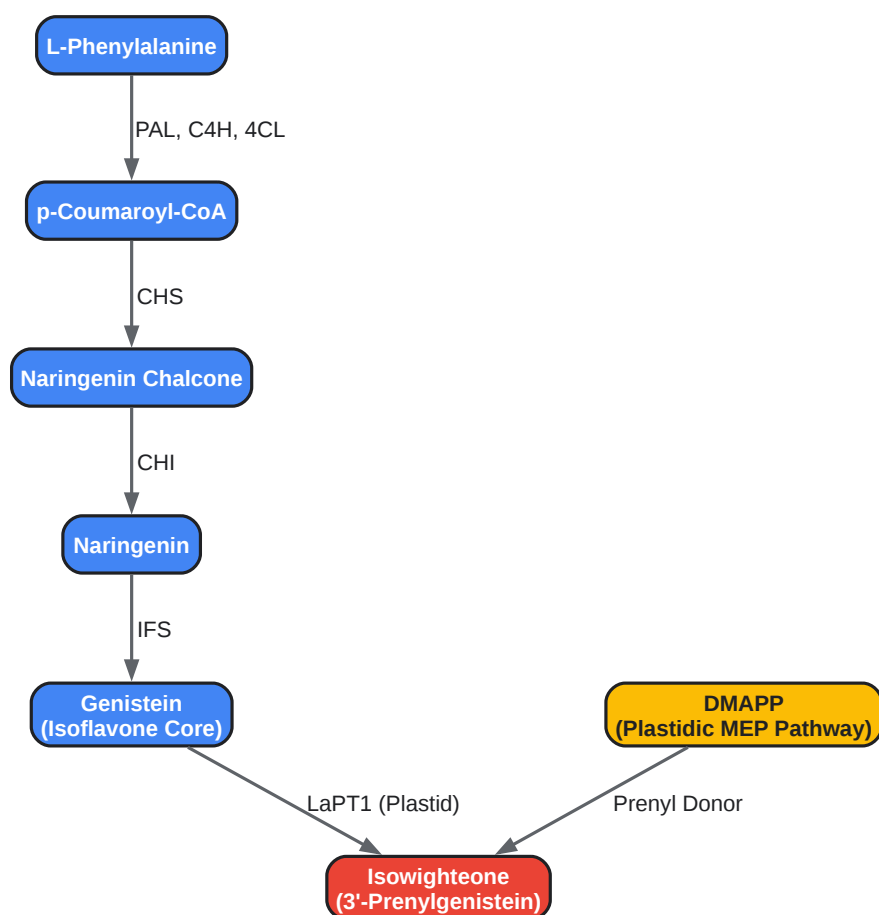 L-Phenylalanine
PAL, C4H, 4CL
p-Coumaroyl-CoA
CHS
Naringenin Chalcone
CHI
Naringenin
IFS
Genistein
(Isoflavone Core)
DMAPP
(Plastidic MEP Pathway)
LaPT1 (Plastid)
Prenyl Donor
Isowighteone
(3'-Prenylgenistein)